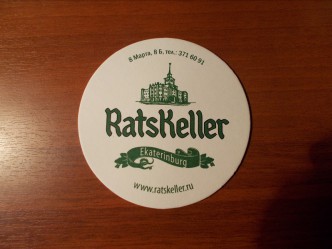 8 Марта, 8 Б, тел.: 371 60 91
RatsKeller
Ekaterinburg
www.ratskeller.ru